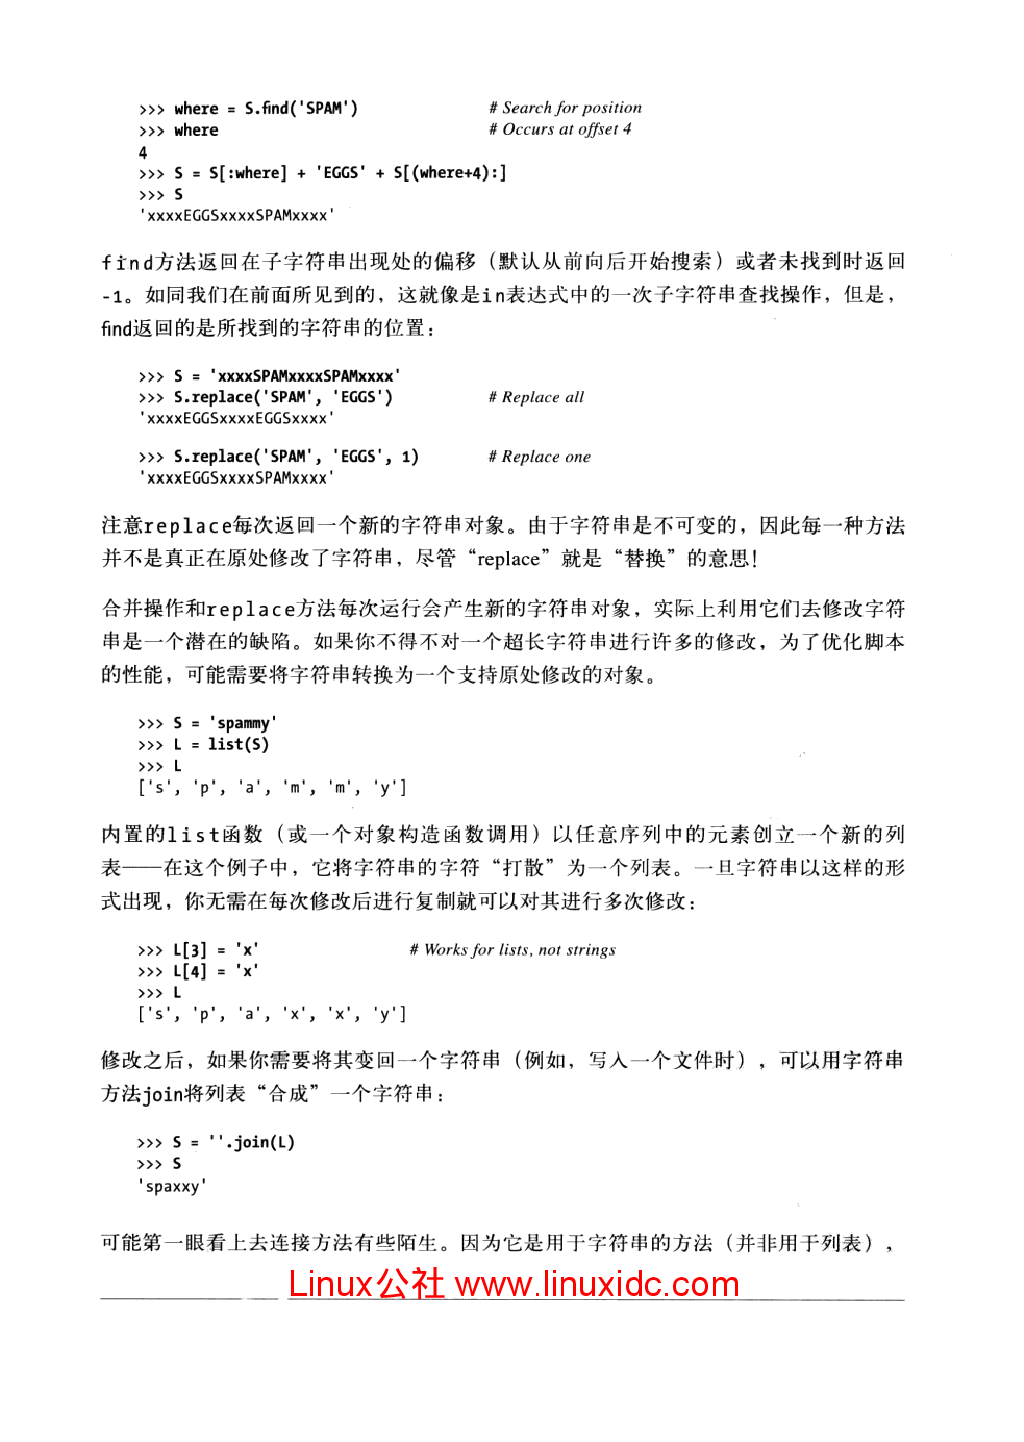 >>> where = S.find('SPAM') # Search for position
>>> where # Occurs at offset 4
4
>>> S = S[:where] + 'EGGS' + S[(where+4):]
>>> S
'xxxxEGGSxxxxSPAMxxxx'
find方法返回在子字符串出现处的偏移（默认从前向后开始搜索）或者未找到时返回
-1。如同我们在前面所见到的，这就像是in表达式中的一次子字符串查找操作，但是，
find返回的是所找到的字符串的位置：
>>> S = 'xxxxSPAMxxxxSPAMxxxx'
>>> S.replace('SPAM', 'EGGS') # Replace all
'xxxxEGGSxxxxEGGSxxxx'
>>> S.replace('SPAM', 'EGGS', 1) # Replace one
'xxxxEGGSxxxxSPAMxxxx'
注意replace每次返回一个新的字符串对象。由于字符串是不可变的，因此每一种方法
并不是真正在原处修改了字符串，尽管“replace”就是“替换”的意思！
合并操作和replace方法每次运行会产生新的字符串对象，实际上利用它们去修改字符
串是一个潜在的缺陷。如果你不得不对一个超长字符串进行许多的修改，为了优化脚本
的性能，可能需要将字符串转换为一个支持原处修改的对象。
>>> S = 'spammy'
>>> L = list(S)
>>> L
['s', 'p', 'a', 'm', 'm', 'y']
内置的list函数（或一个对象构造函数调用）以任意序列中的元素创立一个新的列
表——在这个例子中，它将字符串的字符“打散”为一个列表。一旦字符串以这样的形
式出现，你无需在每次修改后进行复制就可以对其进行多次修改：
>>> L[3] = 'x' # Works for lists, not strings
>>> L[4] = 'x'
>>> L
['s', 'p', 'a', 'x', 'x', 'y']
修改之后，如果你需要将其变回一个字符串（例如，写入一个文件时），可以用字符串
方法join将列表“合成”一个字符串：
>>> S = ''.join(L)
>>> S
'spaxxy'
可能第一眼看上去连接方法有些陌生。因为它是用于字符串的方法（并非用于列表），
Linux公社 www.linuxidc.com